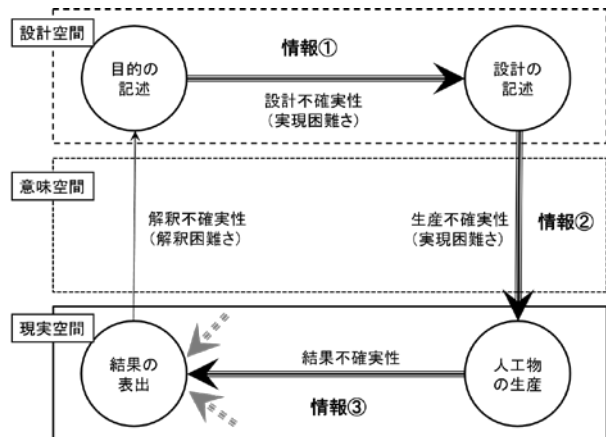 設計空間
情報①
目的の
記述
設計の
記述
設計不確実性
(実現困難さ)
意味空間
解釈不確実性
(解釈困難さ)
生産不確実性
(実現困難さ)
情報②
現実空間
結果の
表出
結果不確実性
人工物
の生産
情報③